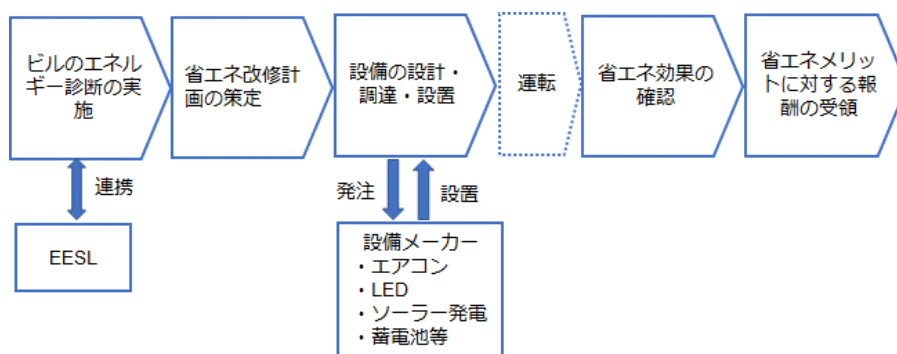 ビルのエネル
ギー診断の実
施
省エネ改修計
画の策定
設備の設計・
調達・設置
運転
省エネ効果の
確認
省エネメリッ
トに対する報
酬の受領
連携
発注
設置
EESL
設備メーカー
・エアコン
・LED
・ソーラー発電
・蓄電池等